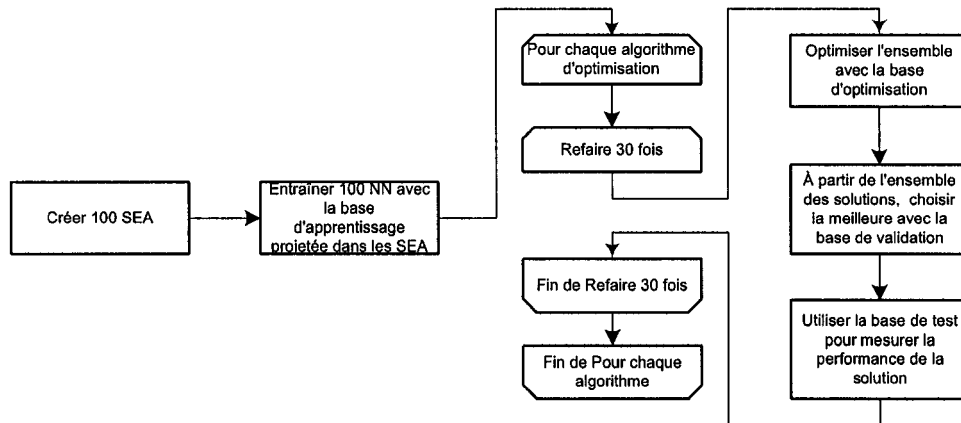 Créer 100 SEA
Entraîner 100 NN avec
la base
d'apprentissage
projetée dans les SEA
Pour chaque algorithme
d'optimisation
Refaire 30 fois
Optimiser l'ensemble
avec la base
d'optimisation
À partir de l'ensemble
des solutions, choisir
la meilleure avec la
base de validation
Utiliser la base de test
pour mesurer la
performance de la
solution
Fin de Refaire 30 fois
Fin de Pour chaque
algorithme